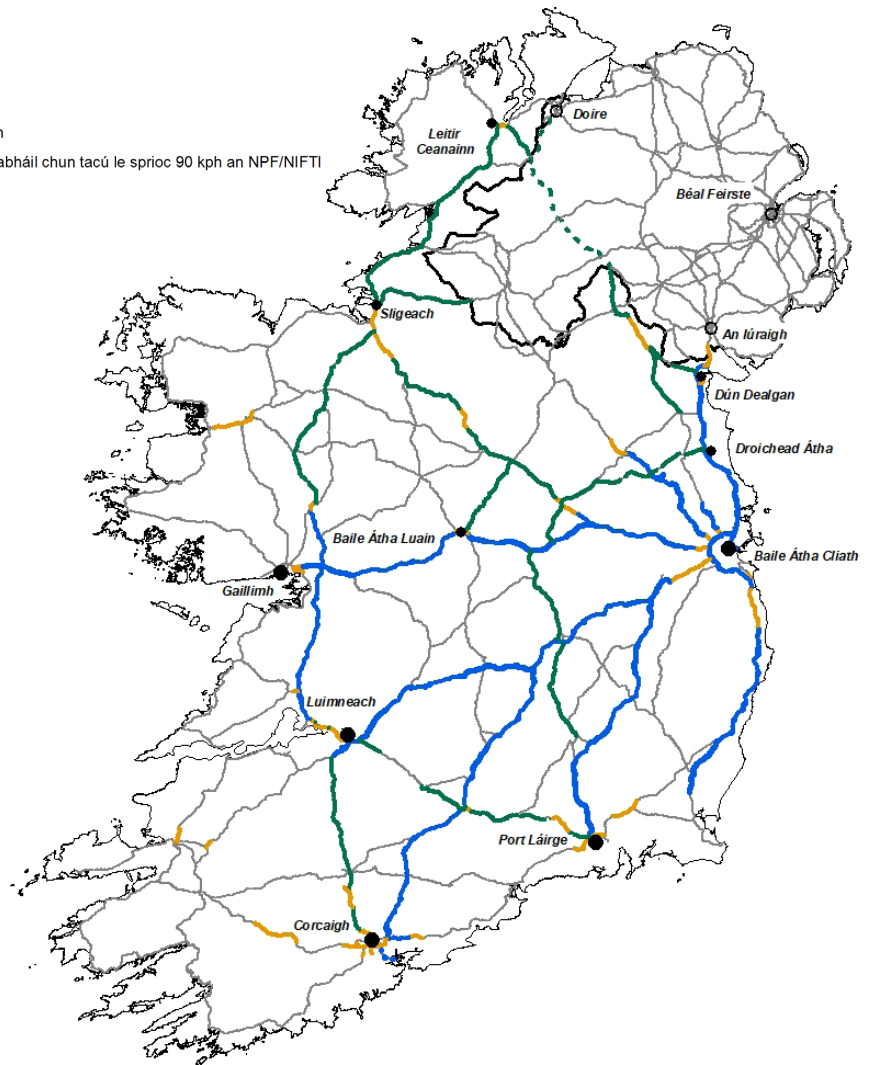 Doire
Leitir
Ceanainn
abháil chun tacú le sprioc 90 kph an NPF/NIFTI
Béal Feirste
Sligeach
An Iúraigh
Dún Dealgan
Droichead Átha
Baile Átha Luain
Baile Átha Cliath
Gaillimh
Luimneach
Port Láirge
Corcaigh